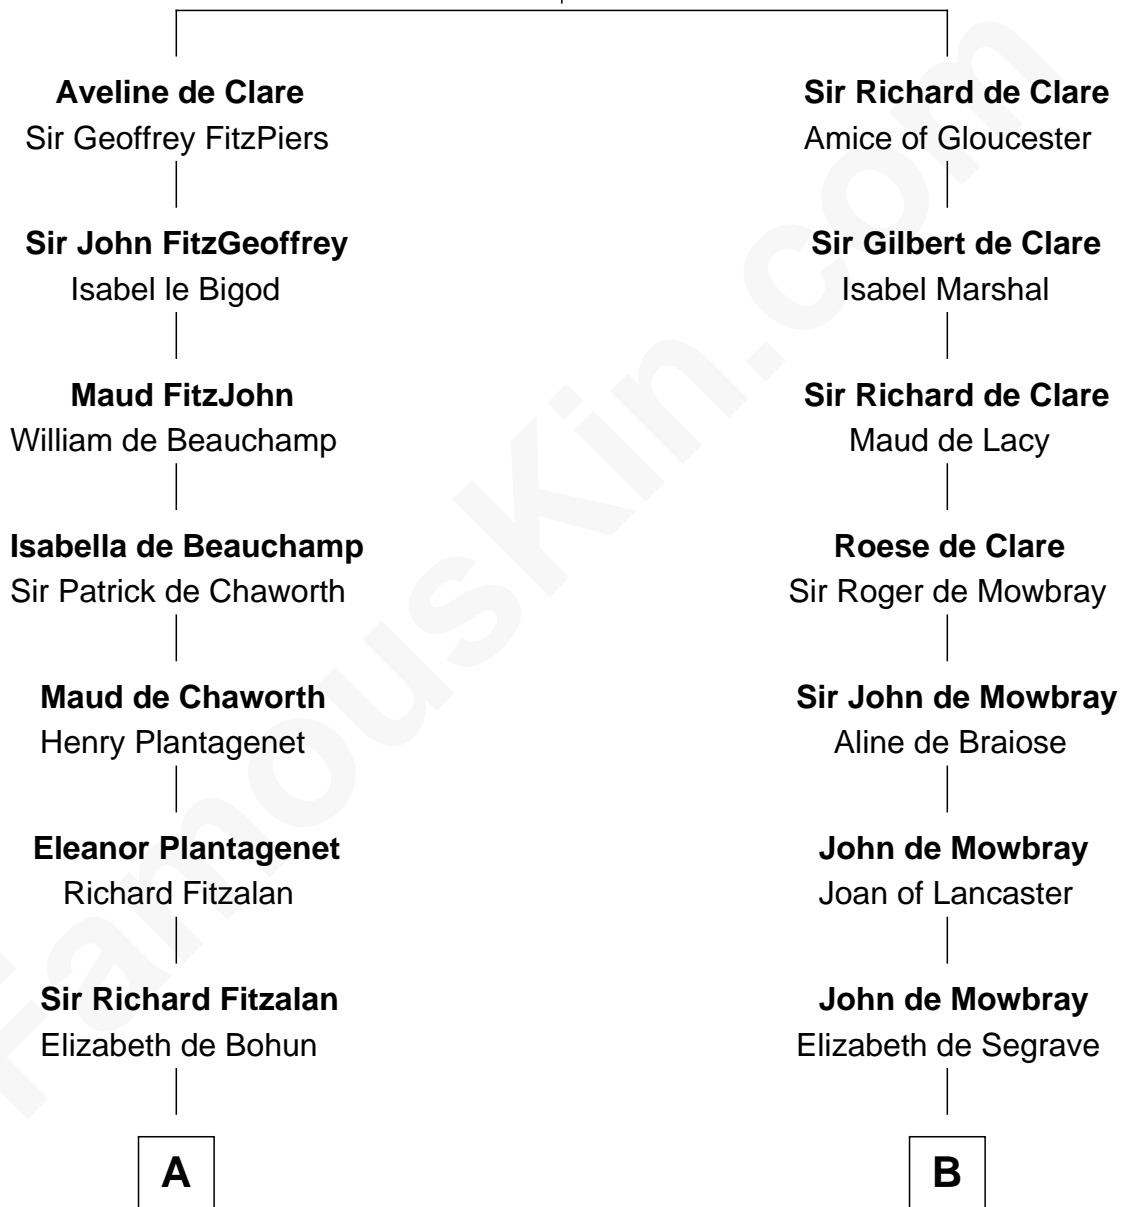 Aveline de Clare
Sir Geoffrey FitzPiers
Sir John FitzGeoffrey
Isabel le Bigod
Maud FitzJohn
William de Beauchamp
Isabella de Beauchamp
Sir Patrick de Chaworth
Maud de Chaworth
Henry Plantagenet
Eleanor Plantagenet
Richard Fitzalan
Sir Richard Fitzalan
Elizabeth de Bohun
A
Sir Richard de Clare
Amice of Gloucester
Sir Gilbert de Clare
Isabel Marshal
Sir Richard de Clare
Maud de Lacy
Roese de Clare
Sir Roger de Mowbray
Sir John de Mowbray
Aline de Braiose
John de Mowbray
Joan of Lancaster
John de Mowbray
Elizabeth de Segrave
B
FamousKin.com